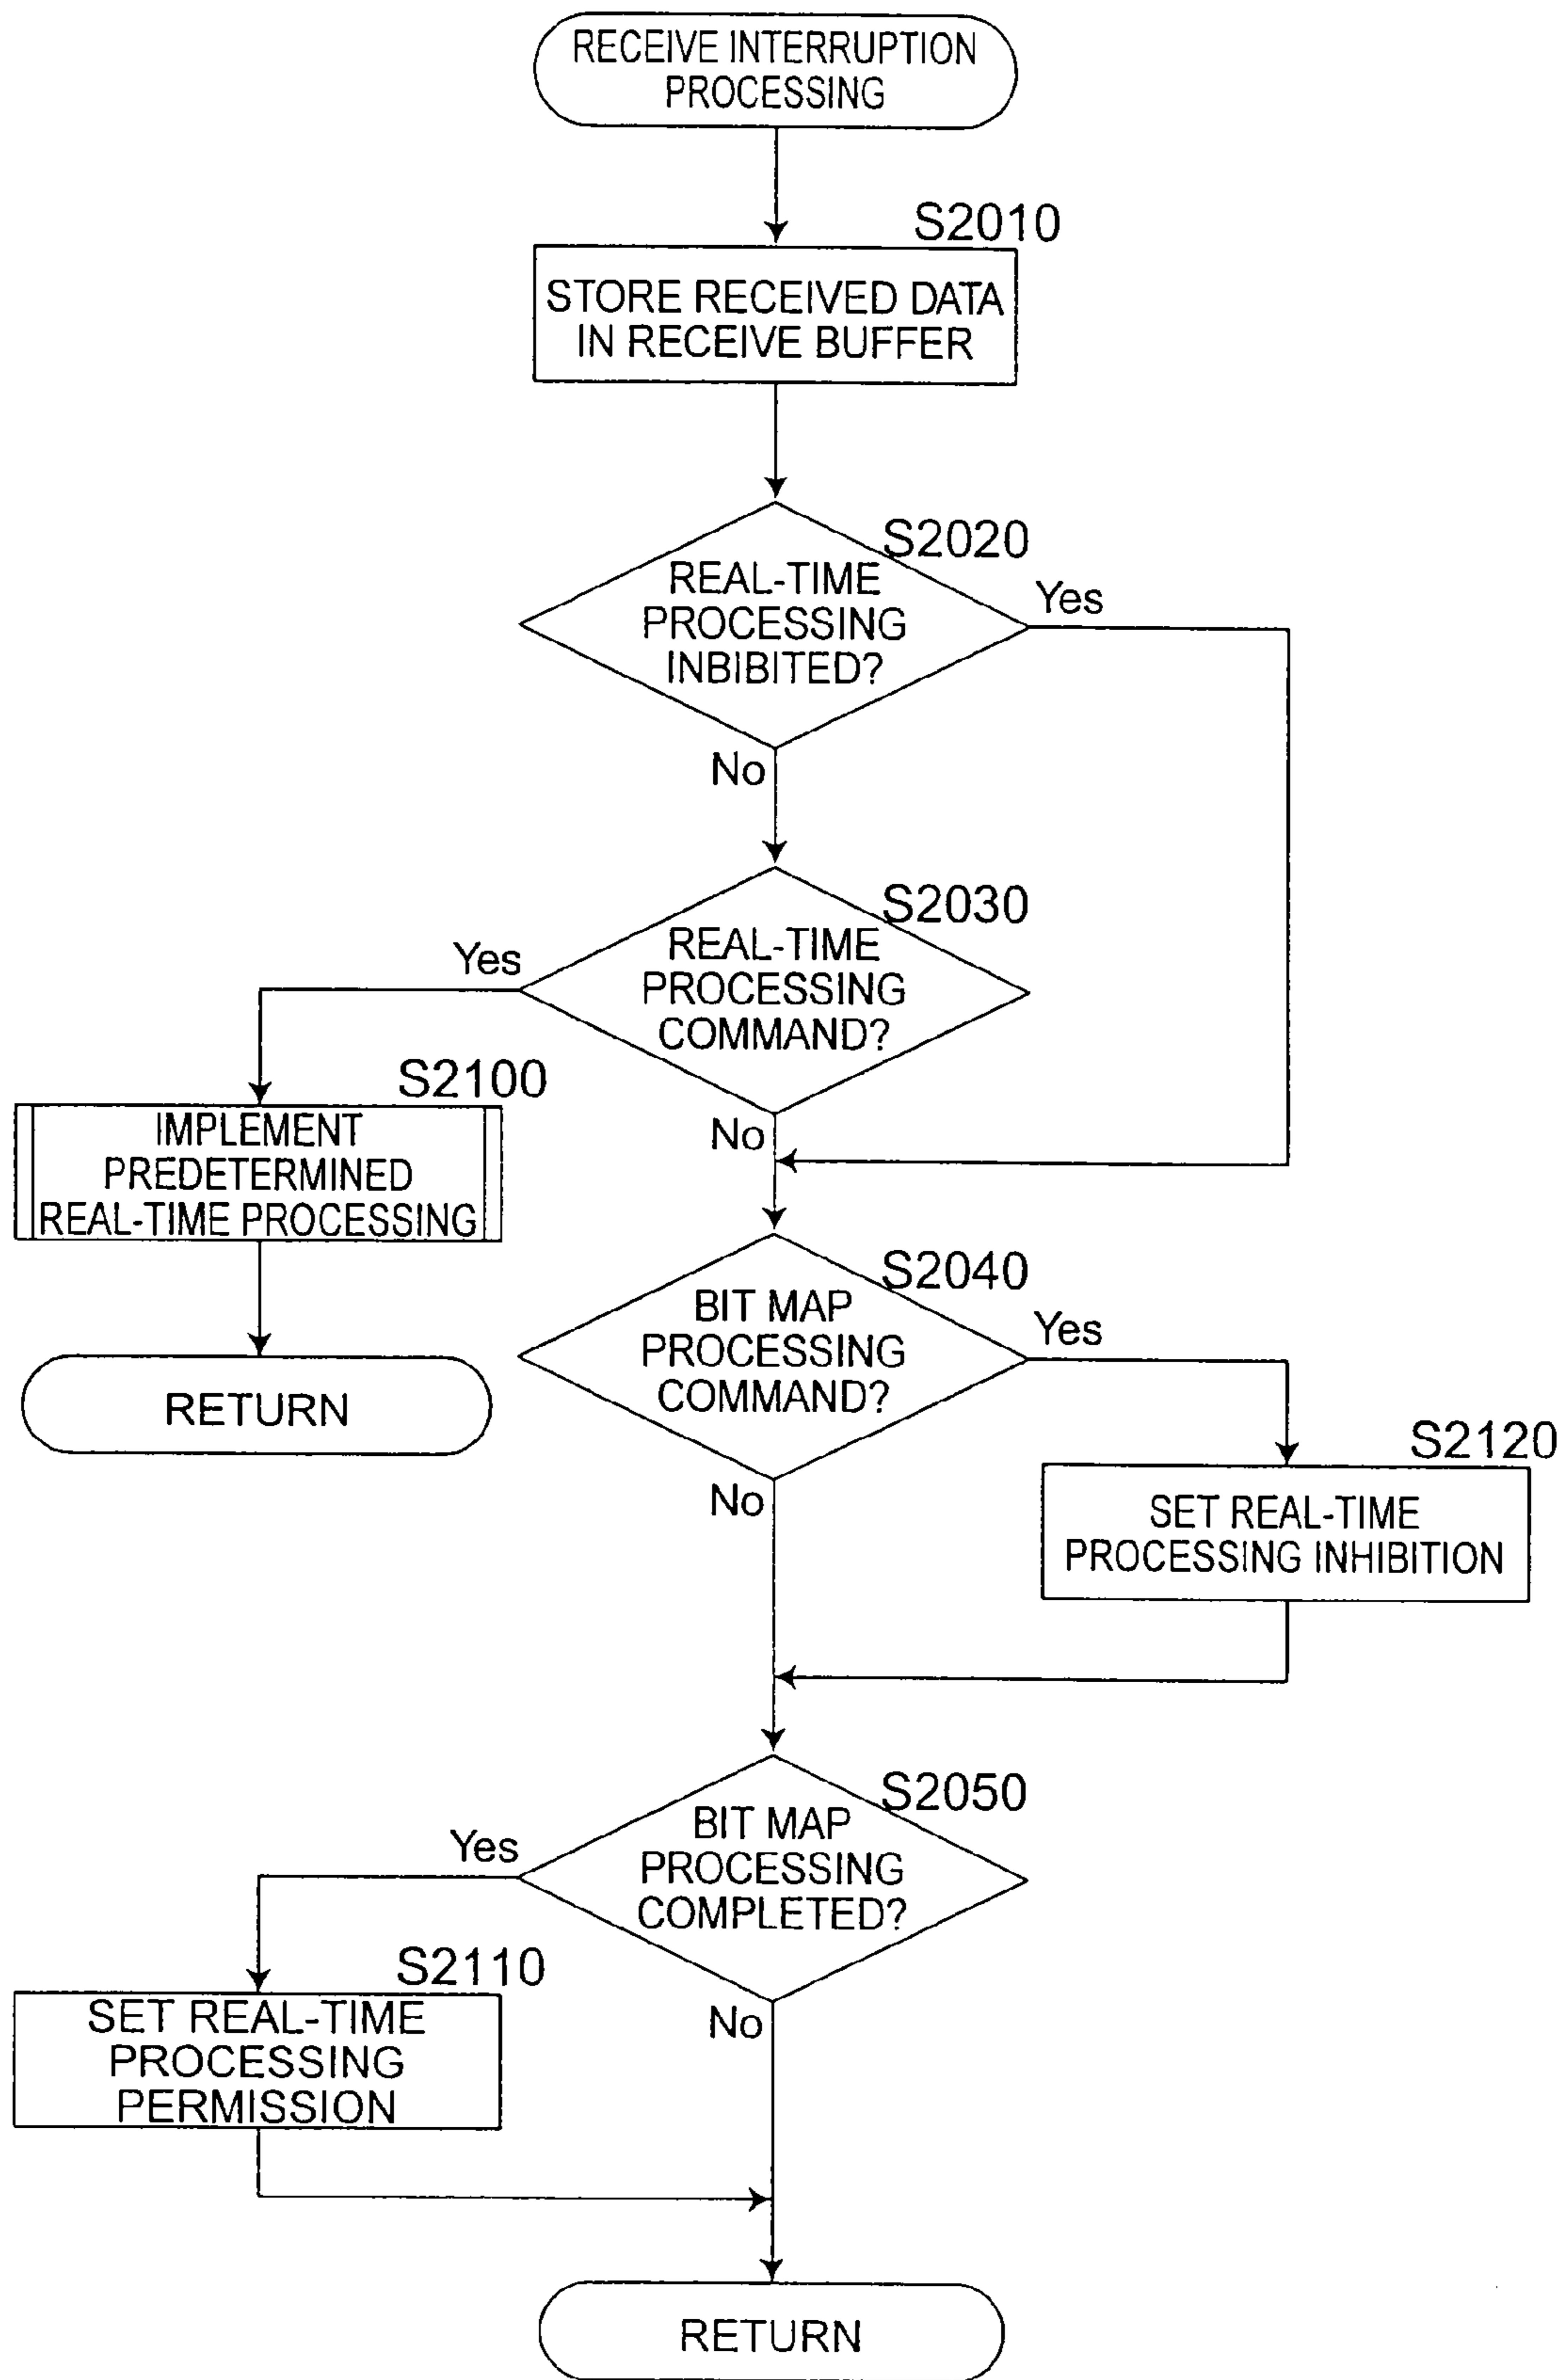 RECEIVE INTERRUPTION
PROCESSING
S2010
STORE RECEIVED DATA
IN RECEIVE BUFFER
S2020
REAL-TIME
PROCESSING
INBIBITED?
Yes
No
S2030
REAL-TIME
PROCESSING
COMMAND?
Yes
No
S2100
IMPLEMENT
PREDETERMINED
REAL-TIME PROCESSING
RETURN
S2040
BIT MAP
PROCESSING
COMMAND?
Yes
No
S2120
SET REAL-TIME
PROCESSING INHIBITION
S2050
BIT MAP
PROCESSING
COMPLETED?
Yes
No
S2110
SET REAL-TIME
PROCESSING
PERMISSION
RETURN